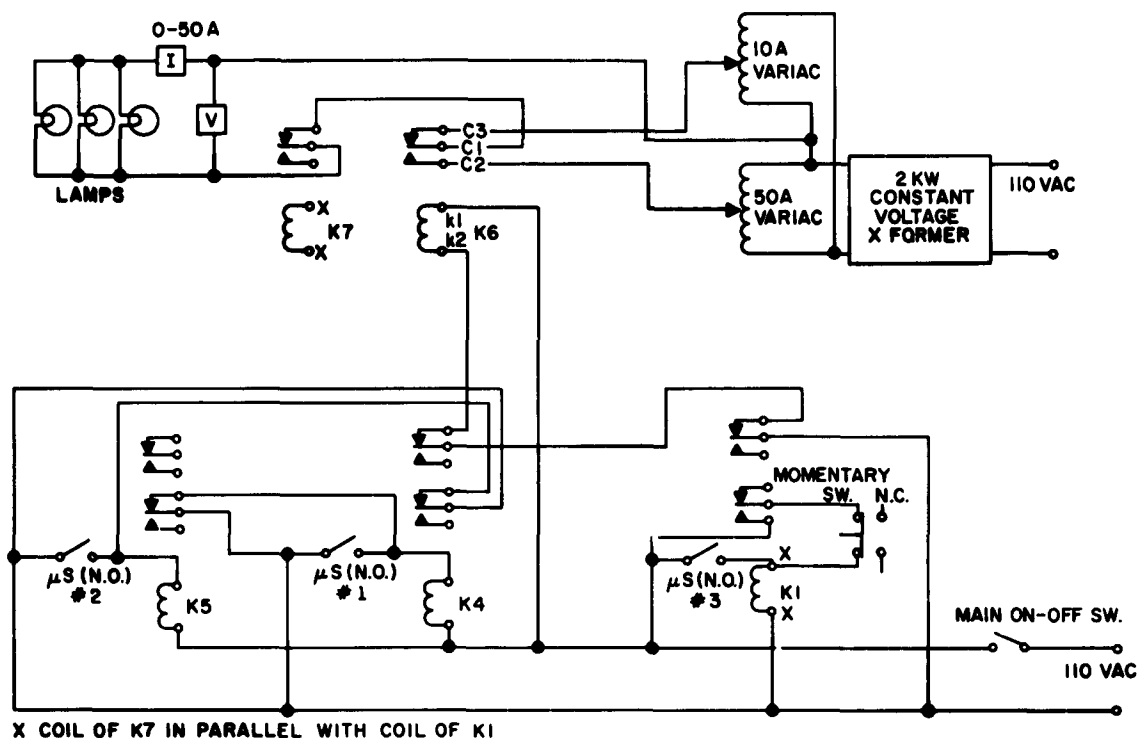 0-50A
I
V
LAMPS
10A
VARIAC
C3
C1
C2
50A
VARIAC
2 KW
CONSTANT
VOLTAGE
X FORMER
110 VAC
X
K7
X
k1
k2
K6
MOMENTARY
SW. N.C.
μS (N.O.)
#2
K5
μS (N.O.)
#1
K4
μS (N.O.)
#3
X
K1
X
MAIN ON-OFF SW.
110 VAC
X COIL OF K7 IN PARALLEL WITH COIL OF K1